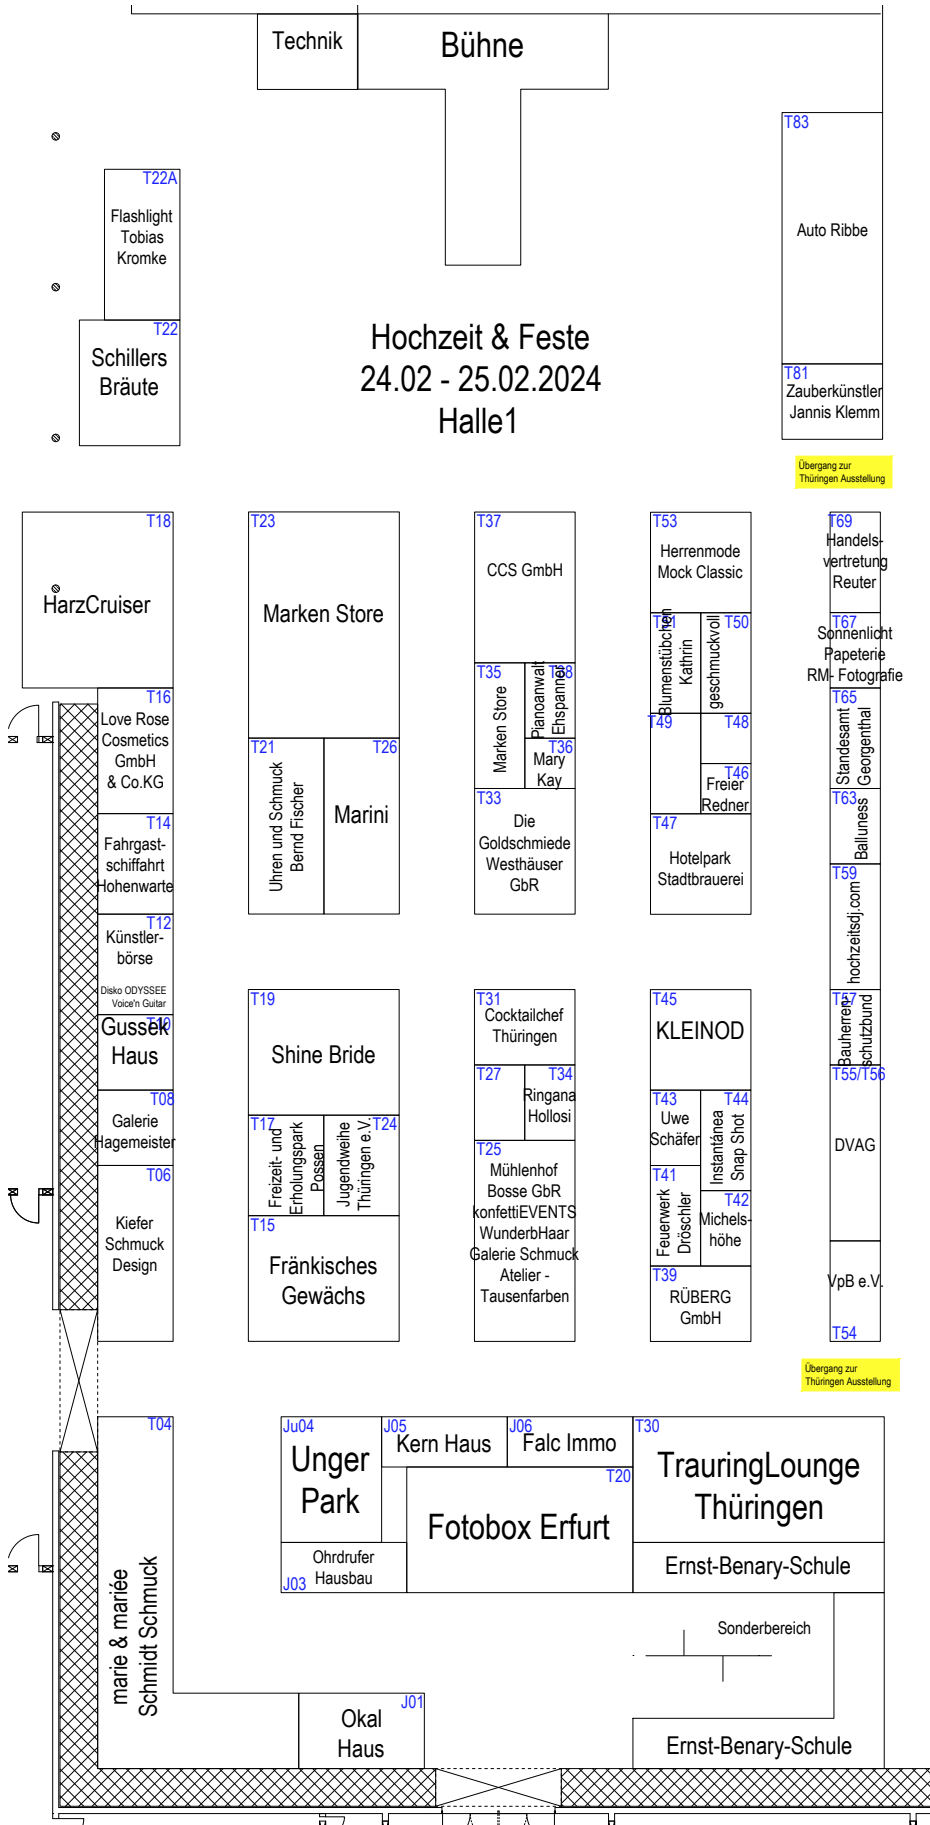 Technik
Bühne
T83
Auto Ribbe
T22A
Flashlight
Tobias
Kromke
T22
Schillers
Bräute
Hochzeit & Feste
24.02 - 25.02.2024
Halle1
T81
Zauberkünstler
Jannis Klemm
Übergang zur
Thüringen Ausstellung
T18
HarzCruiser
T23
Marken Store
T37
CCS GmbH
T53
Herrenmode
Mock Classic
T69
Handels-
vertretung
Reuter
T51
Blumenstübchen
Kathrin
T50
geschmuckvoll
T67
Sonnenlicht
Papeterie
RM- Fotografie
T16
Love Rose
Cosmetics
GmbH
& Co.KG
T35
Marken Store
T38
Pianoanwalt
Ehspanner
T65
Standesamt
Georgenthal
T21
Uhren und Schmuck
Bernd Fischer
T26
Marini
T36
Mary
Kay
T49
T48
T46
Freier
Redner
T33
Die
Goldschmiede
Westhäuser
GbR
T63
Balluness
T14
Fahrgast-
schiffahrt
Hohenwarte
T47
Hotelpark
Stadtbrauerei
T59
hochzeitsdj.com
T12
Künstler-
börse
Disko ODYSSEE
Voice'n Guitar
T10
Gussek
Haus
T19
Shine Bride
T31
Cocktailchef
Thüringen
T45
KLEINOD
T57
Bauherren-
schutzbund
T08
Galerie
Hagemeister
T27
T34
Ringana
Hollosi
T43
Uwe
Schäfer
T44
Instantánea
Snap Shot
T55/T56
DVAG
T17
Freizeit- und
Erholungspark
Possen
T24
Jugendweihe
Thüringen e.V.
T25
Mühlenhof
Bosse GbR
konfettiEVENTS
WunderbHaar
Galerie Schmuck
Atelier -
Tausenfarben
T06
Kiefer
Schmuck
Design
T41
Feuerwerk
Dröschler
T42
Michels-
höhe
T15
Fränkisches
Gewächs
T39
RÜBERG
GmbH
VpB e.V.
T54
Übergang zur
Thüringen Ausstellung
T04
marie & mariée
Schmidt Schmuck
Ju04
Unger
Park
J05
Kern Haus
J06
Falc Immo
T30
TrauringLounge
Thüringen
T20
Fotobox Erfurt
Ohrdrufer
Hausbau
J03
Ernst-Benary-Schule
Sonderbereich
J01
Okal
Haus
Ernst-Benary-Schule